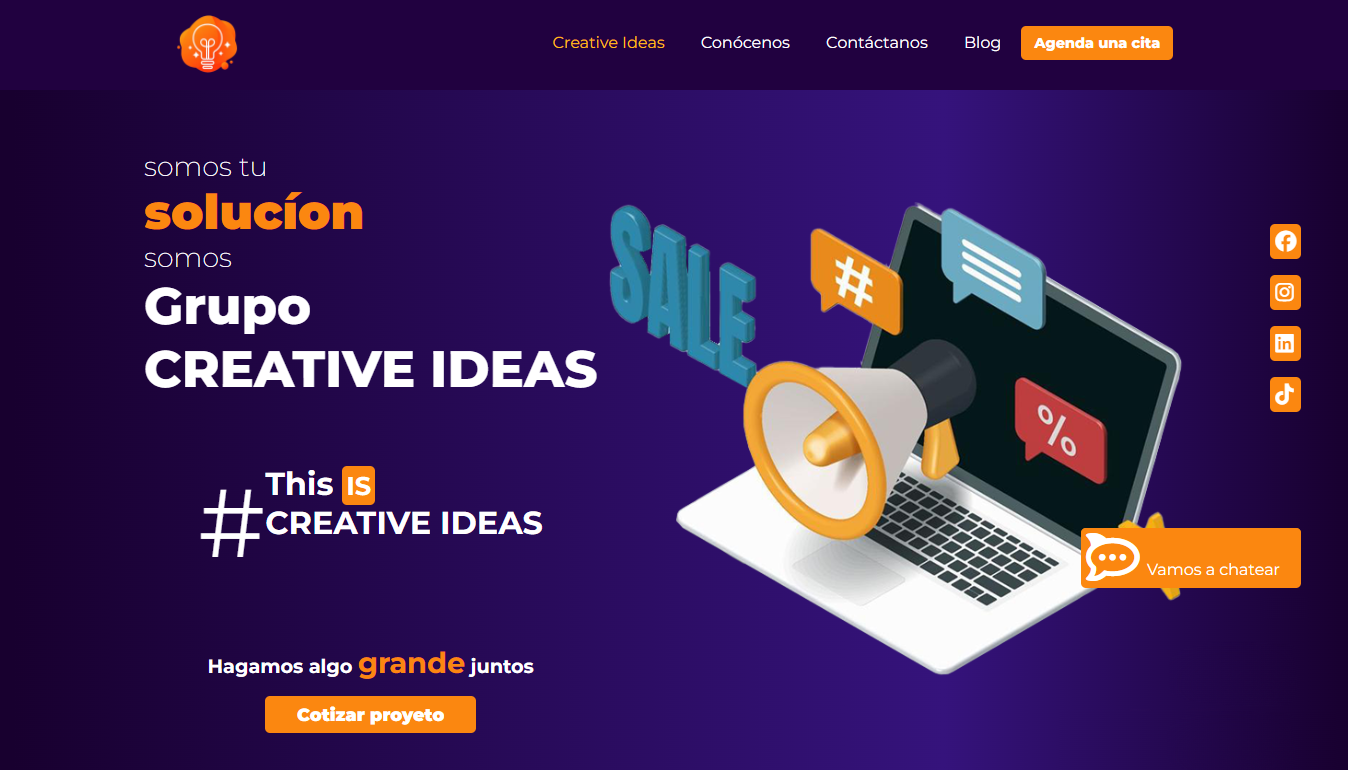 Creative Ideas
Conócenos
Contáctanos
Blog
Agenda una cita
somos tu
solucíon
somos
Grupo
CREATIVE IDEAS
SALE
#
%
#
This IS
CREATIVE IDEAS
Vamos a chatear
Hagamos algo grande juntos
Cotizar proyeto